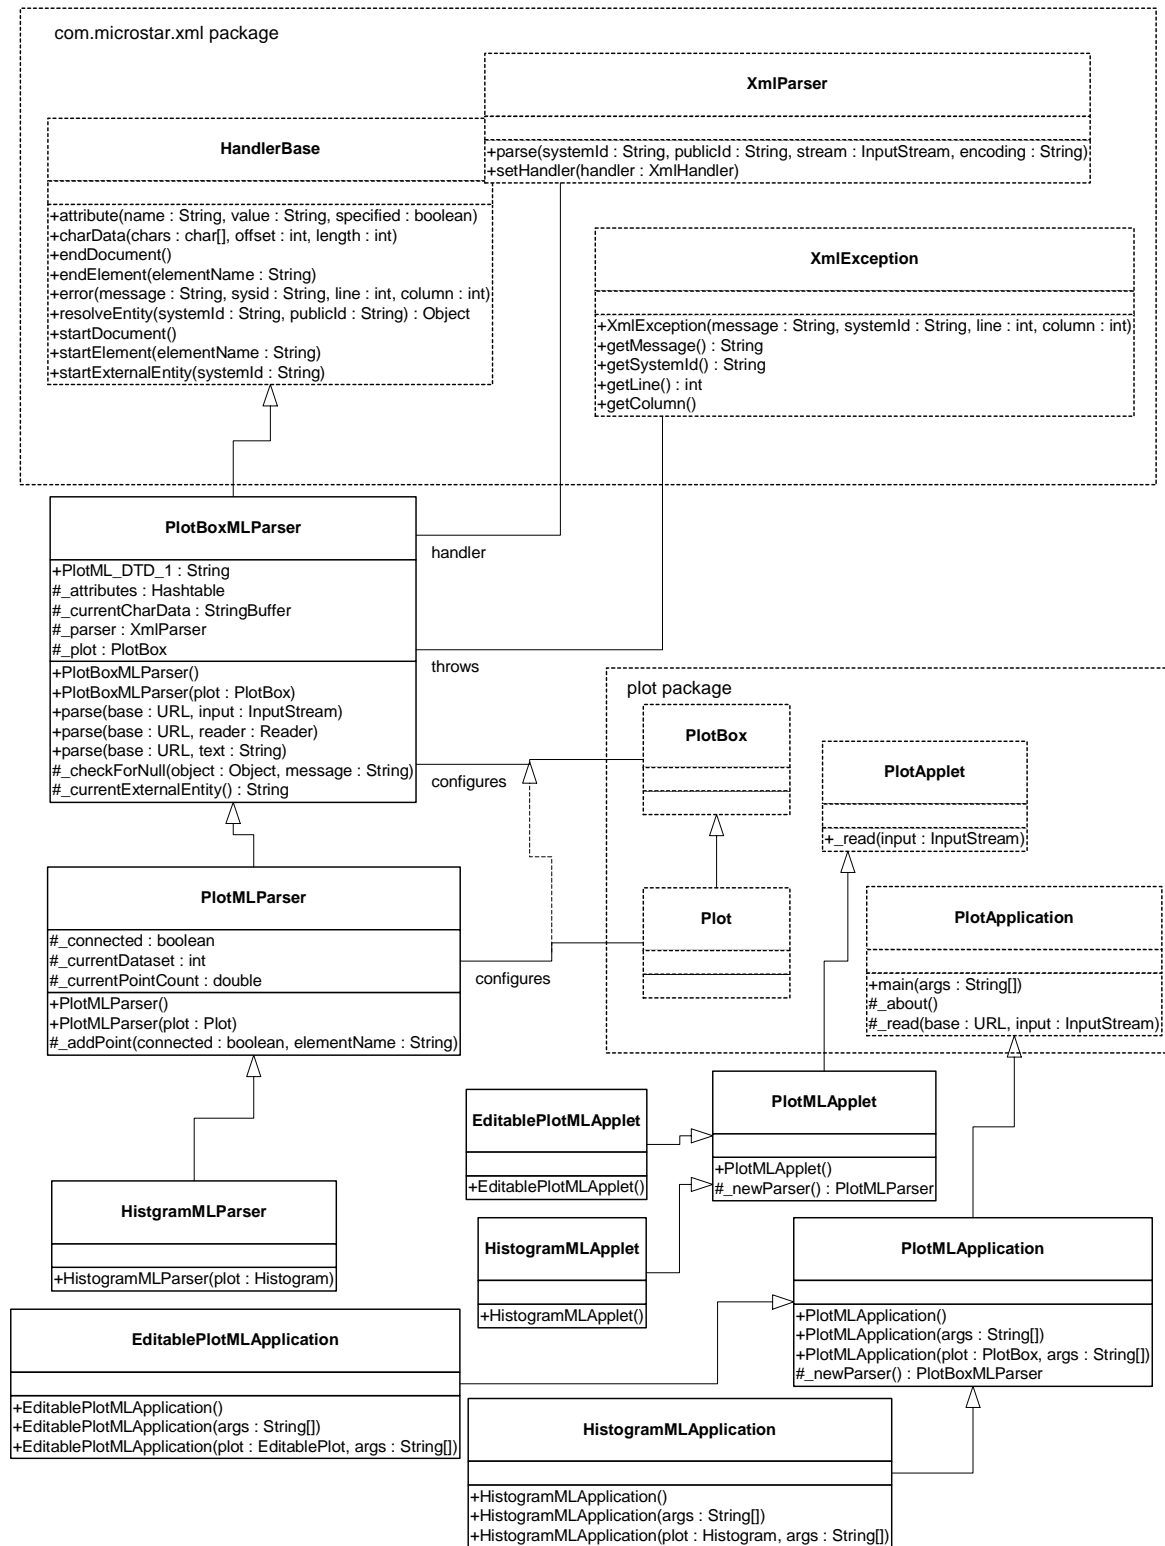 com.microstar.xml package
XmlParser
+parse(systemId : String, publicId : String, stream : InputStream, encoding : String)
+setHandler(handler : XmlHandler)
HandlerBase
+attribute(name : String, value : String, specified : boolean)
+charData(chars : char[], offset : int, length : int)
+endDocument()
+endElement(elementName : String)
+error(message : String, sysid : String, line : int, column : int)
+resolveEntity(systemId : String, publicId : String) : Object
+startDocument()
+startElement(elementName : String)
+startExternalEntity(systemId : String)
XmlException
+XmlException(message : String, systemId : String, line : int, column : int)
+getMessage() : String
+getSystemId() : String
+getLine() : int
+getColumn()
PlotBoxMLParser
+PlotML_DTD_1 : String
#_attributes : Hashtable
#_currentCharData : StringBuffer
#_parser : XmlParser
#_plot : PlotBox
+PlotBoxMLParser()
+PlotBoxMLParser(plot : PlotBox)
+parse(base : URL, input : InputStream)
+parse(base : URL, reader : Reader)
+parse(base : URL, text : String)
#_checkForNull(object : Object, message : String)
#_currentExternalEntity() : String
handler
throws
configures
plot package
PlotBox
PlotApplet
+_read(input : InputStream)
Plot
PlotApplication
+main(args : String[])
#_about()
#_read(base : URL, input : InputStream)
PlotMLParser
#_connected : boolean
#_currentDataset : int
#_currentPointCount : double
+PlotMLParser()
+PlotMLParser(plot : Plot)
#_addPoint(connected : boolean, elementName : String)
configures
EditablePlotMLApplet
+EditablePlotMLApplet()
PlotMLApplet
+PlotMLApplet()
#_newParser() : PlotMLParser
HistgramMLParser
+HistogramMLParser(plot : Histogram)
HistogramMLApplet
+HistogramMLApplet()
PlotMLApplication
+PlotMLApplication()
+PlotMLApplication(args : String[])
+PlotMLApplication(plot : PlotBox, args : String[])
#_newParser() : PlotBoxMLParser
EditablePlotMLApplication
+EditablePlotMLApplication()
+EditablePlotMLApplication(args : String[])
+EditablePlotMLApplication(plot : EditablePlot, args : String[])
HistogramMLApplication
+HistogramMLApplication()
+HistogramMLApplication(args : String[])
+HistogramMLApplication(plot : Histogram, args : String[])